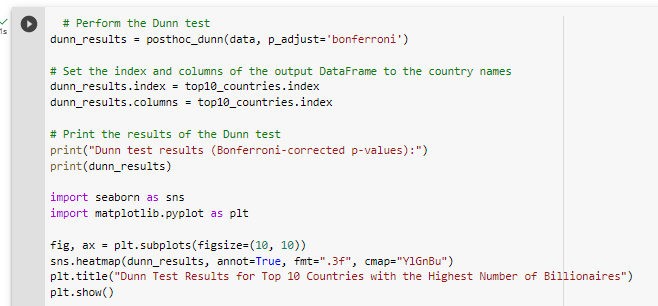 # Perform the Dunn test
dunn_results = posthoc_dunn(data, p_adjust='bonferroni')
# Set the index and columns of the output DataFrame to the country names
dunn_results.index = top10_countries.index
dunn_results.columns = top10_countries.index
# Print the results of the Dunn test
print("Dunn test results (Bonferroni-corrected p-values):")
print(dunn_results)
import seaborn as sns
import matplotlib.pyplot as plt
fig, ax = plt.subplots(figsize=(10, 10))
sns.heatmap(dunn_results, annot=True, fmt=".3f", cmap="YlGnBu")
plt.title("Dunn Test Results for Top 10 Countries with the Highest Number of Billionaires")
plt.show()